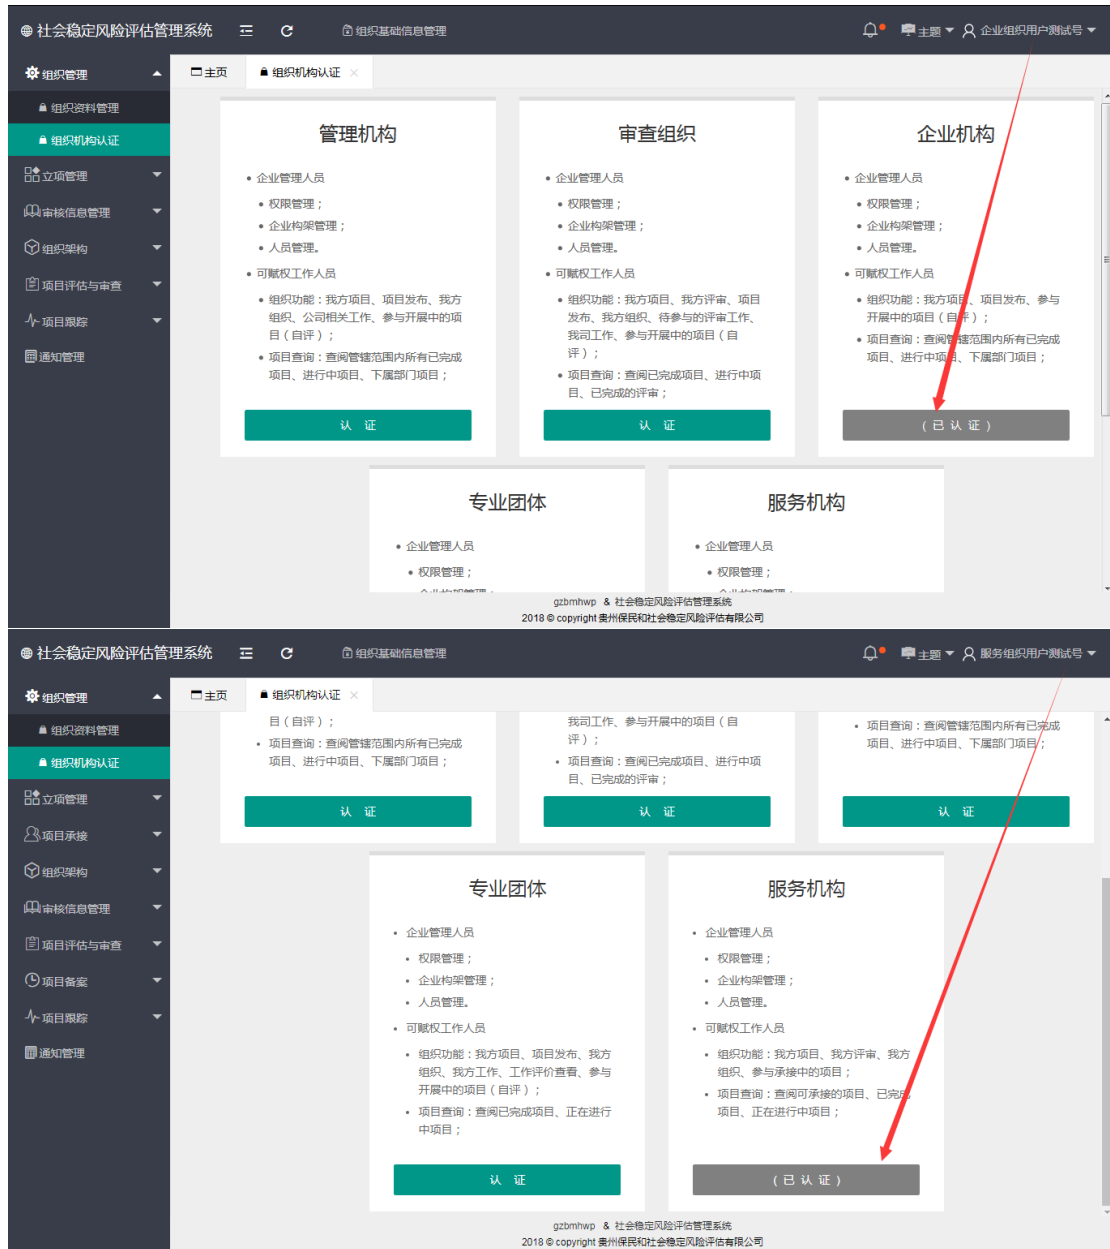 社会稳定风险评估管理系统
组织基础信息管理
主题
企业组织用户测试号
组织管理
组织资料管理
组织机构认证
立项管理
审核信息管理
组织架构
项目评估与审查
项目跟踪
通知管理
主页
组织机构认证
管理机构
企业管理人员
权限管理；
企业构架管理；
人员管理。
可赋权工作人员
组织功能：我方项目、项目发布、我方
组织、公司相关工作、参与开展中的项
目（自评）；
项目查询：查阅管辖范围内所有已完成
项目、进行中项目、下属部门项目；
认 证
审查组织
企业管理人员
权限管理；
企业构架管理；
人员管理。
可赋权工作人员
组织功能：我方项目、我方评审、项目
发布、我方组织、待参与的评审工作、
我司工作、参与开展中的项目（自
评）；
项目查询：查阅已完成项目、进行中项
目、已完成的评审；
认 证
企业机构
企业管理人员
权限管理；
企业构架管理；
人员管理。
可赋权工作人员
组织功能：我方项目、项目发布、参与
开展中的项目（自评）；
项目查询：查阅管辖范围内所有已完成
项目、进行中项目、下属部门项目；
（已认证）
专业团体
企业管理人员
权限管理；
企业构架管理；
服务机构
企业管理人员
权限管理；
企业构架管理；
gzbmhwp & 社会稳定风险评估管理系统
2018 © copyright 贵州保民和社会稳定风险评估有限公司
社会稳定风险评估管理系统
组织基础信息管理
主题
服务组织用户测试号
组织管理
组织资料管理
组织机构认证
立项管理
项目承接
组织架构
审核信息管理
项目评估与审查
项目备案
项目跟踪
通知管理
主页
组织机构认证
目（自评）；
项目查询：查阅管辖范围内所有已完成
项目、进行中项目、下属部门项目；
认 证
我司工作、参与开展中的项目（自
评）；
项目查询：查阅已完成项目、进行中项
目、已完成的评审；
认 证
项目查询：查阅管辖范围内所有已完成
项目、进行中项目、下属部门项目；
认 证
专业团体
企业管理人员
权限管理；
企业构架管理；
人员管理。
可赋权工作人员
组织功能：我方项目、项目发布、我方
组织、我方工作、工作评价查看、参与
开展中的项目（自评）；
项目查询：查阅已完成项目、正在进行
中项目；
认 证
服务机构
企业管理人员
权限管理；
企业构架管理；
人员管理。
可赋权工作人员
组织功能：我方项目、我方评审、我方
组织、参与承接中的项目；
项目查询：查阅可承接的项目、已完成
项目、正在进行中项目；
（已认证）
gzbmhwp & 社会稳定风险评估管理系统
2018 © copyright 贵州保民和社会稳定风险评估有限公司